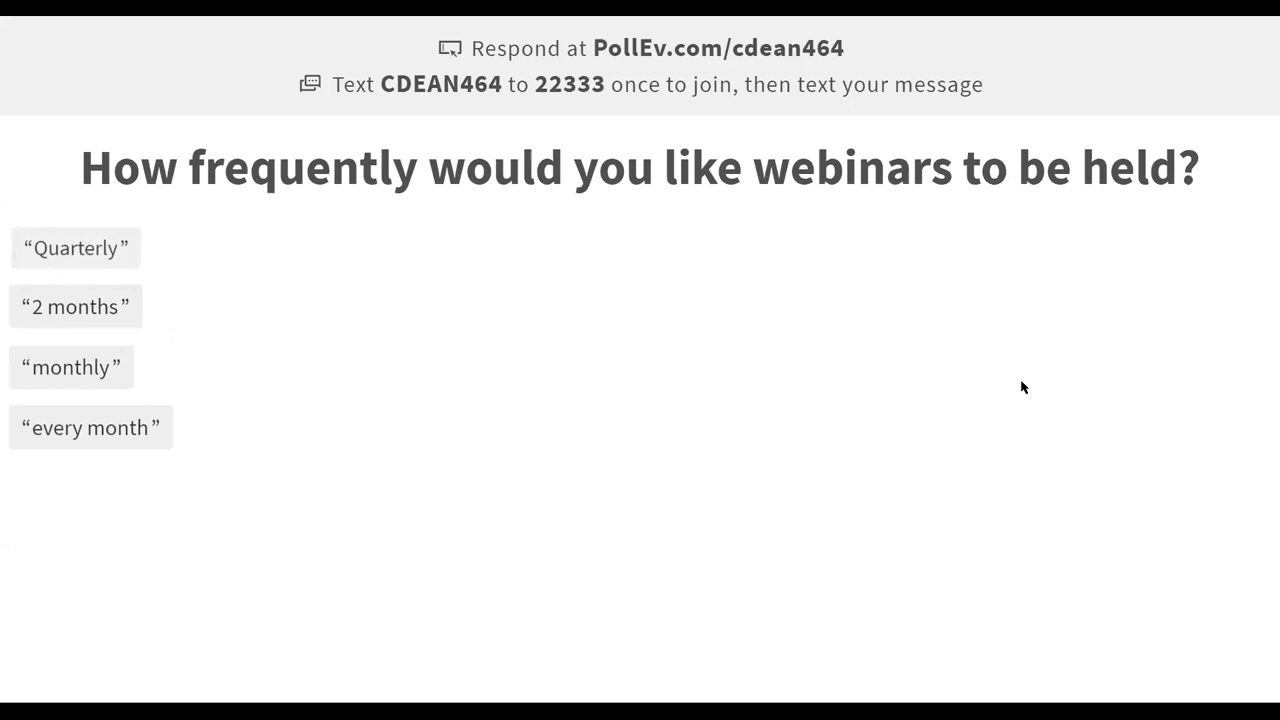 Respond at PollEv.com/cdean464
Text CDEAN464 to 22333 once to join, then text your message
How frequently would you like webinars to be held?
“Quarterly”
“2 months”
“monthly”
“every month”